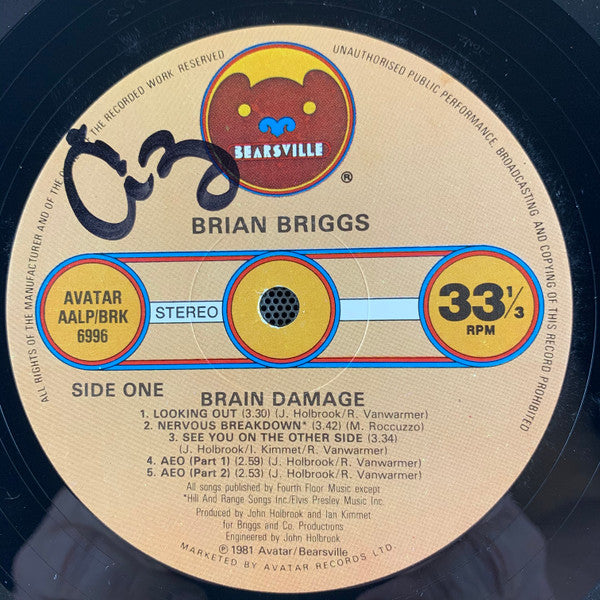 ALL RIGHTS OF THE MANUFACTURER AND OF THE OF THE RECORDED WORK RESERVED
UNAUTHORISED PUBLIC PERFORMANCE, BROADCASTING AND COPYING OF THIS RECORD PROHIBITED
BEARSVILLE
®
BRIAN BRIGGS
AVATAR
AALP/BRK
6996
STEREO
33 1/3
RPM
SIDE ONE
BRAIN DAMAGE
1. LOOKING OUT (3.30) (J. Holbrook/R. Vanwarmer)
2. NERVOUS BREAKDOWN* (3.42) (M. Roccuzzo)
3. SEE YOU ON THE OTHER SIDE (3.34)
(J. Holbrook/I. Kimmet/R. Vanwarmer)
4. AEO (Part 1) (2.59) (J. Holbrook/R. Vanwarmer)
5. AEO (Part 2) (2.53) (J. Holbrook/R. Vanwarmer)
All songs published by Fourth Floor Music except
*Hill And Range Songs Inc./Elvis Presley Music Inc.
Produced by John Holbrook and Ian Kimmet
for Briggs and Co. Productions
Engineered by John Holbrook
℗ 1981 Avatar/Bearsville
MARKETED BY AVATAR RECORDS LTD.